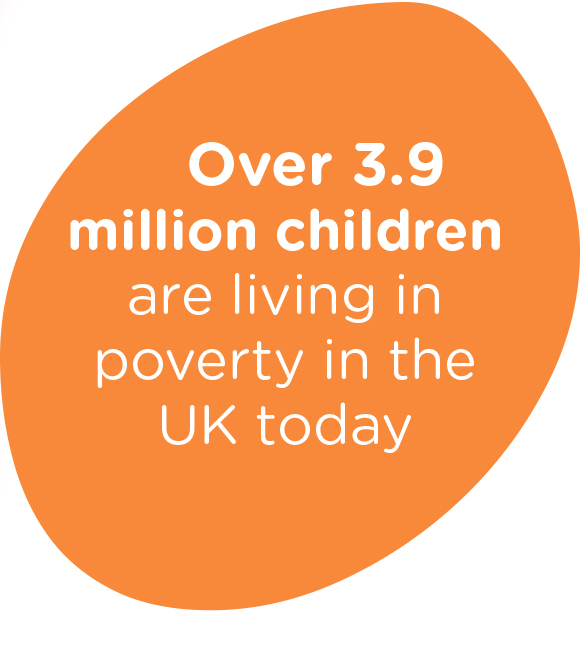 Over 3.9
million children
are living in
poverty in the
UK today